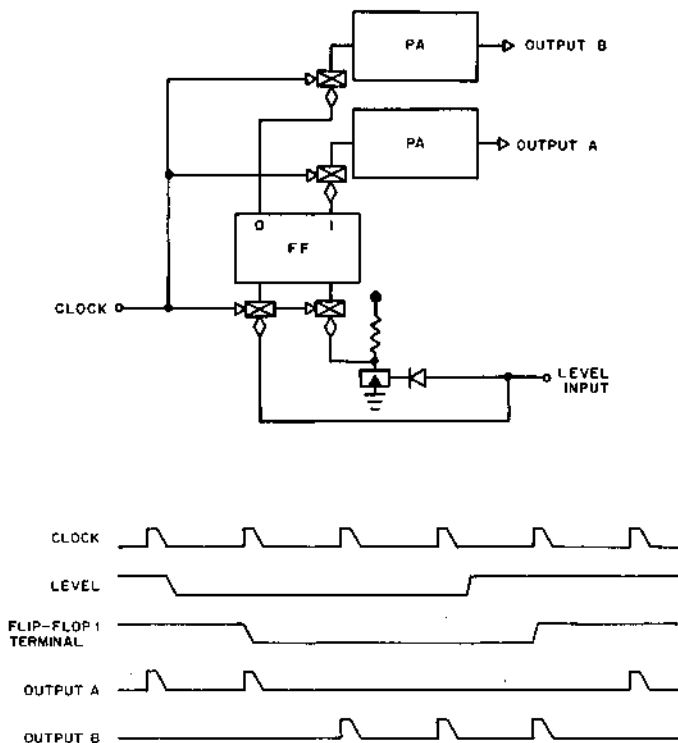 PA
OUTPUT B
PA
OUTPUT A
0 1
FF
CLOCK
LEVEL
INPUT
CLOCK
LEVEL
FLIP-FLOP 1
TERMINAL
OUTPUT A
OUTPUT B